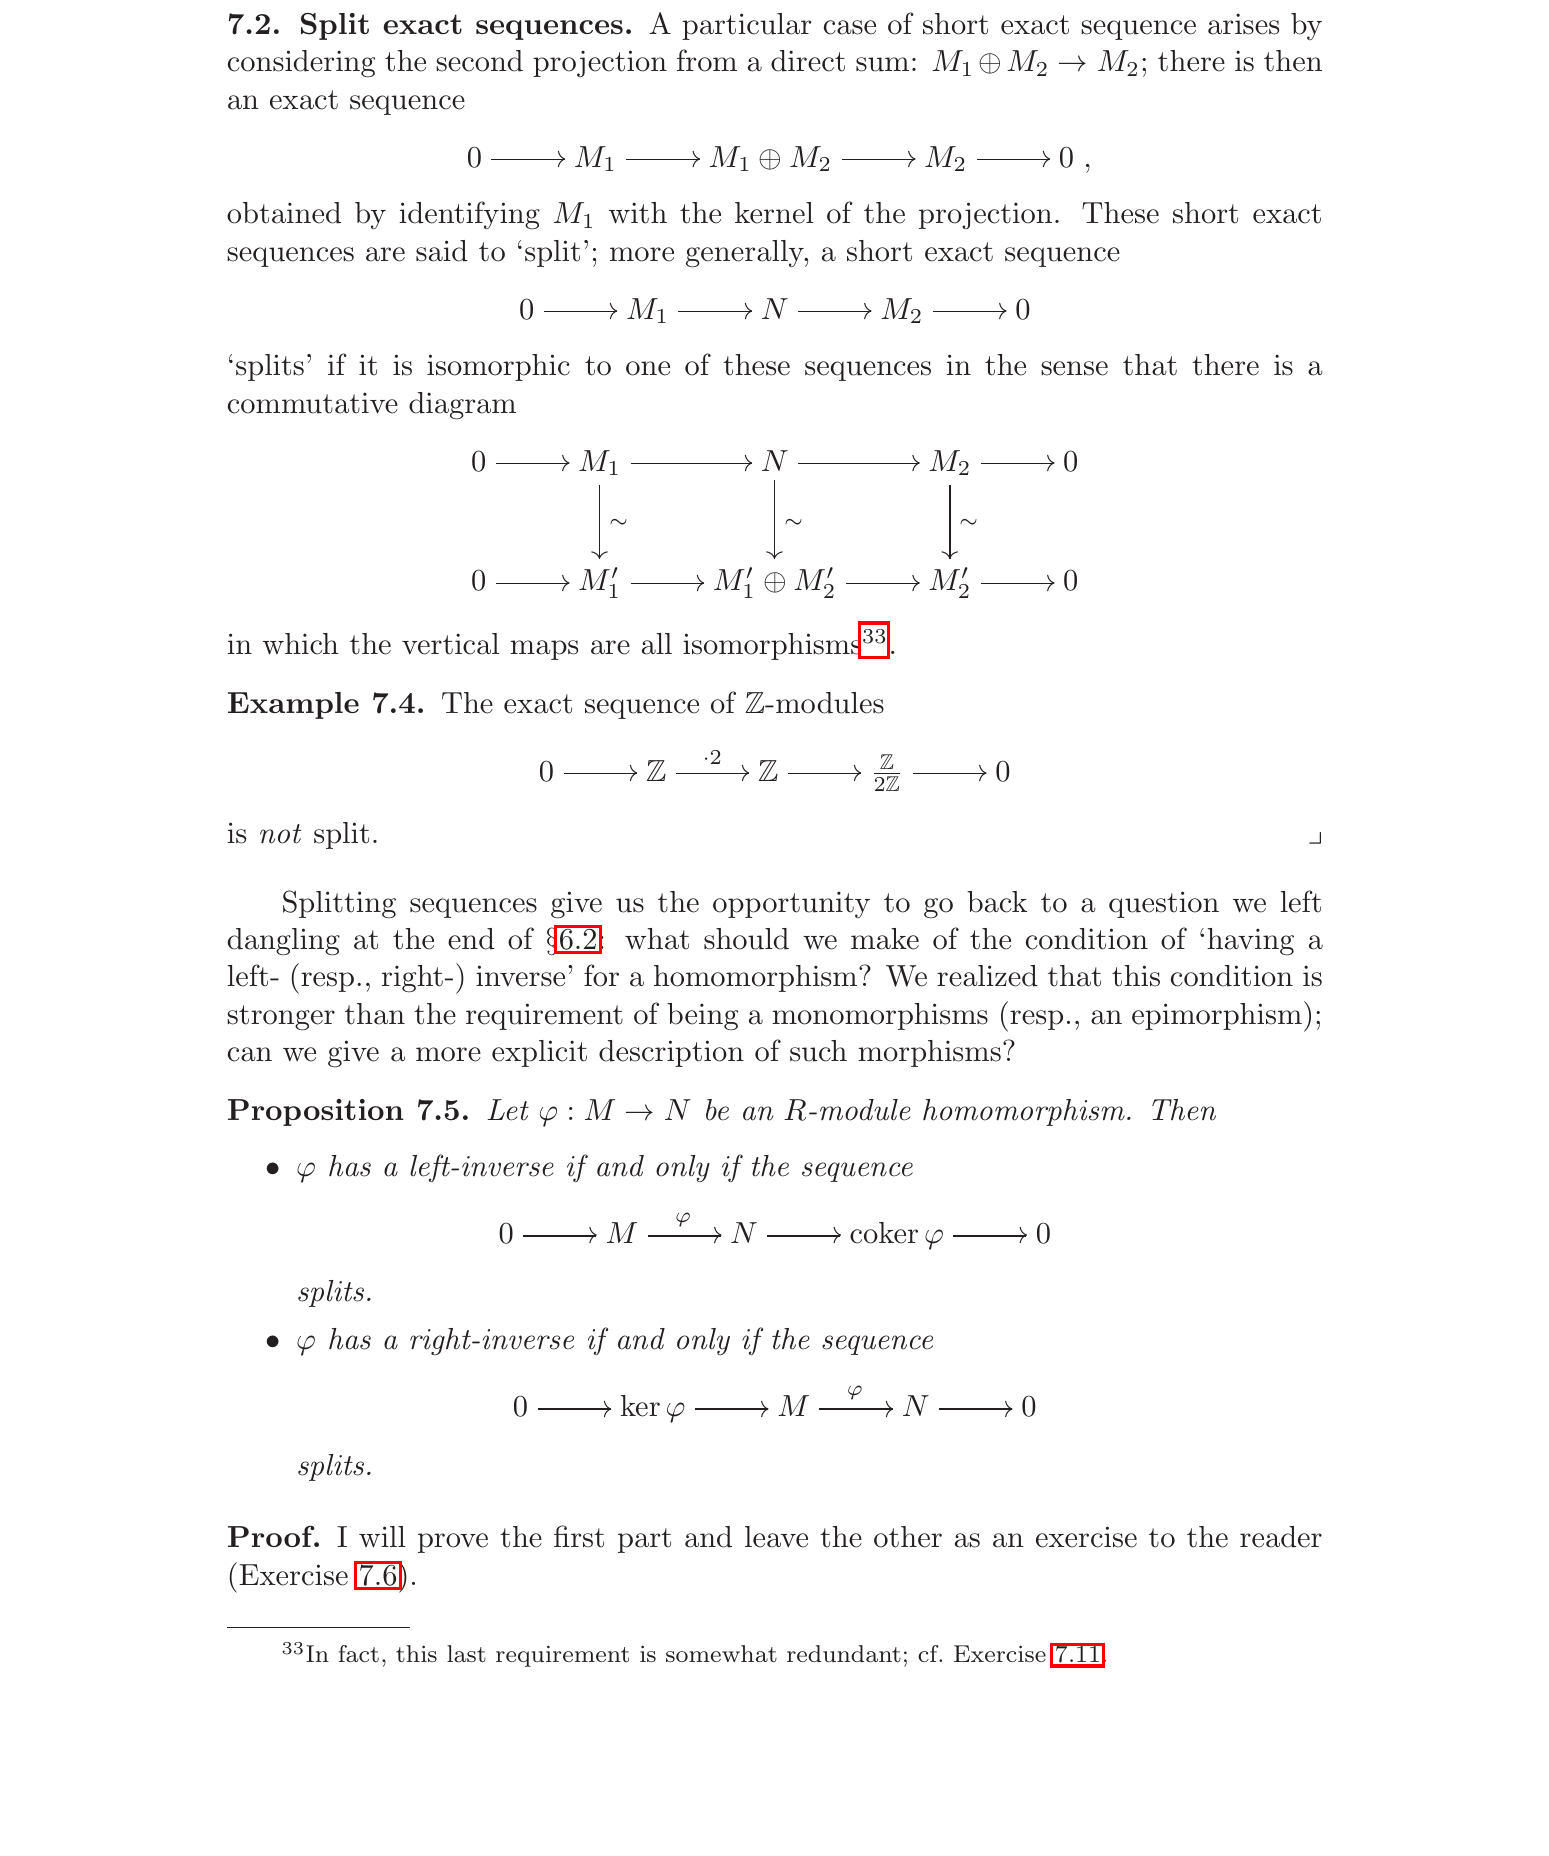 7.2. Split exact sequences. A particular case of short exact sequence arises by
considering the second projection from a direct sum: M₁ ⊕ M₂ → M₂; there is then
an exact sequence
0 ⟶ M₁ ⟶ M₁ ⊕ M₂ ⟶ M₂ ⟶ 0 ,
obtained by identifying M₁ with the kernel of the projection. These short exact
sequences are said to ‘split’; more generally, a short exact sequence
0 ⟶ M₁ ⟶ N ⟶ M₂ ⟶ 0
‘splits’ if it is isomorphic to one of these sequences in the sense that there is a
commutative diagram
0 ⟶ M₁ ⟶ N ⟶ M₂ ⟶ 0
∼ ∼ ∼
0 ⟶ M′₁ ⟶ M′₁ ⊕ M′₂ ⟶ M′₂ ⟶ 0
in which the vertical maps are all isomorphisms³³.
Example 7.4. The exact sequence of ℤ-modules
0 ⟶ ℤ ⟶ ·2 ℤ ⟶ ℤ/2ℤ ⟶ 0
is not split. ⌟
Splitting sequences give us the opportunity to go back to a question we left
dangling at the end of §6.2: what should we make of the condition of ‘having a
left- (resp., right-) inverse’ for a homomorphism? We realized that this condition is
stronger than the requirement of being a monomorphisms (resp., an epimorphism);
can we give a more explicit description of such morphisms?
Proposition 7.5. Let φ : M → N be an R-module homomorphism. Then
• φ has a left-inverse if and only if the sequence
0 ⟶ M ⟶ φ N ⟶ coker φ ⟶ 0
splits.
• φ has a right-inverse if and only if the sequence
0 ⟶ ker φ ⟶ M ⟶ φ N ⟶ 0
splits.
Proof. I will prove the first part and leave the other as an exercise to the reader
(Exercise 7.6).
³³In fact, this last requirement is somewhat redundant; cf. Exercise 7.11.